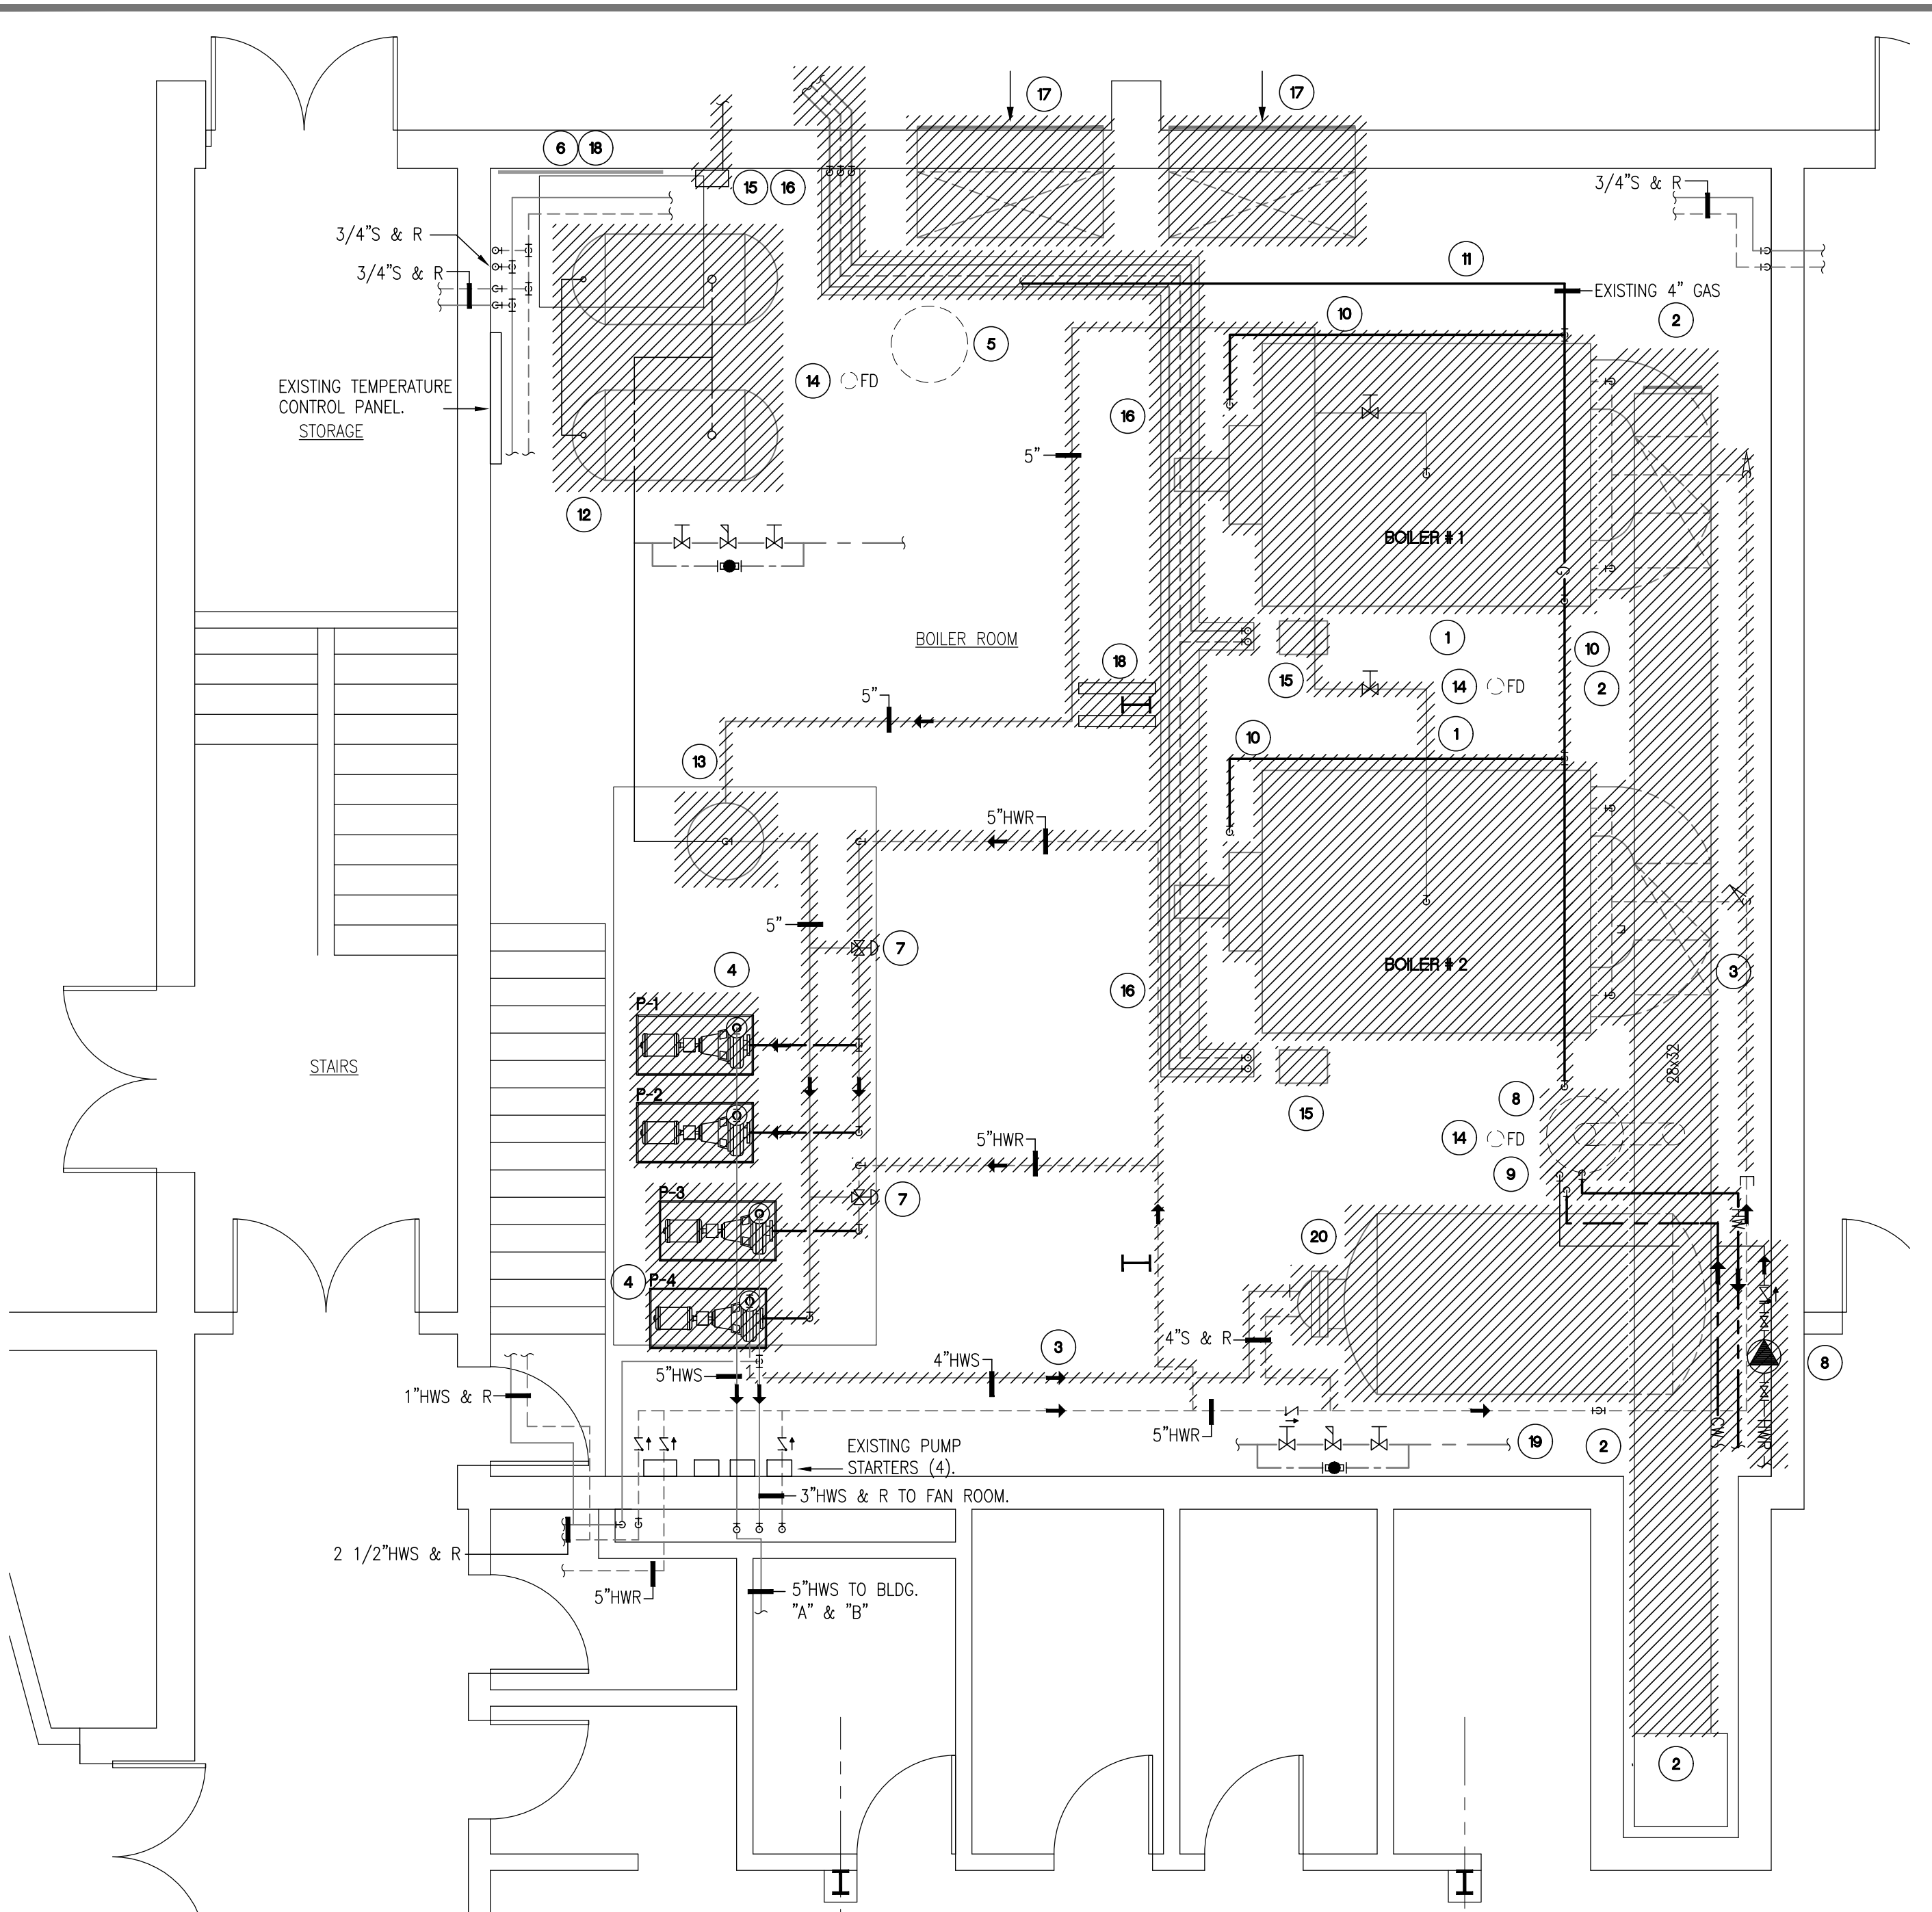 17
17
6
18
15
16
3/4"S & R
3/4"S & R
3/4"S & R
11
EXISTING 4" GAS
10
2
5
14
FD
EXISTING TEMPERATURE
CONTROL PANEL.
STORAGE
16
5"
12
BOILER # 1
G
BOILER ROOM
1
10
18
15
14
FD
2
5"
10
1
13
5"HWR
5"
7
BOILER # 2
3
4
16
P-1
28x32
STAIRS
P-2
8
15
14
FD
5"HWR
9
P-3
7
HW
20
4
P-4
4"S & R
3
4"HWS
5"HWS
8
1"HWS & R
5"HWR
19
2
CWS
HWR
EXISTING PUMP
STARTERS (4).
3"HWS & R TO FAN ROOM.
2 1/2"HWS & R
5"HWR
5"HWS TO BLDG.
"A" & "B"
2